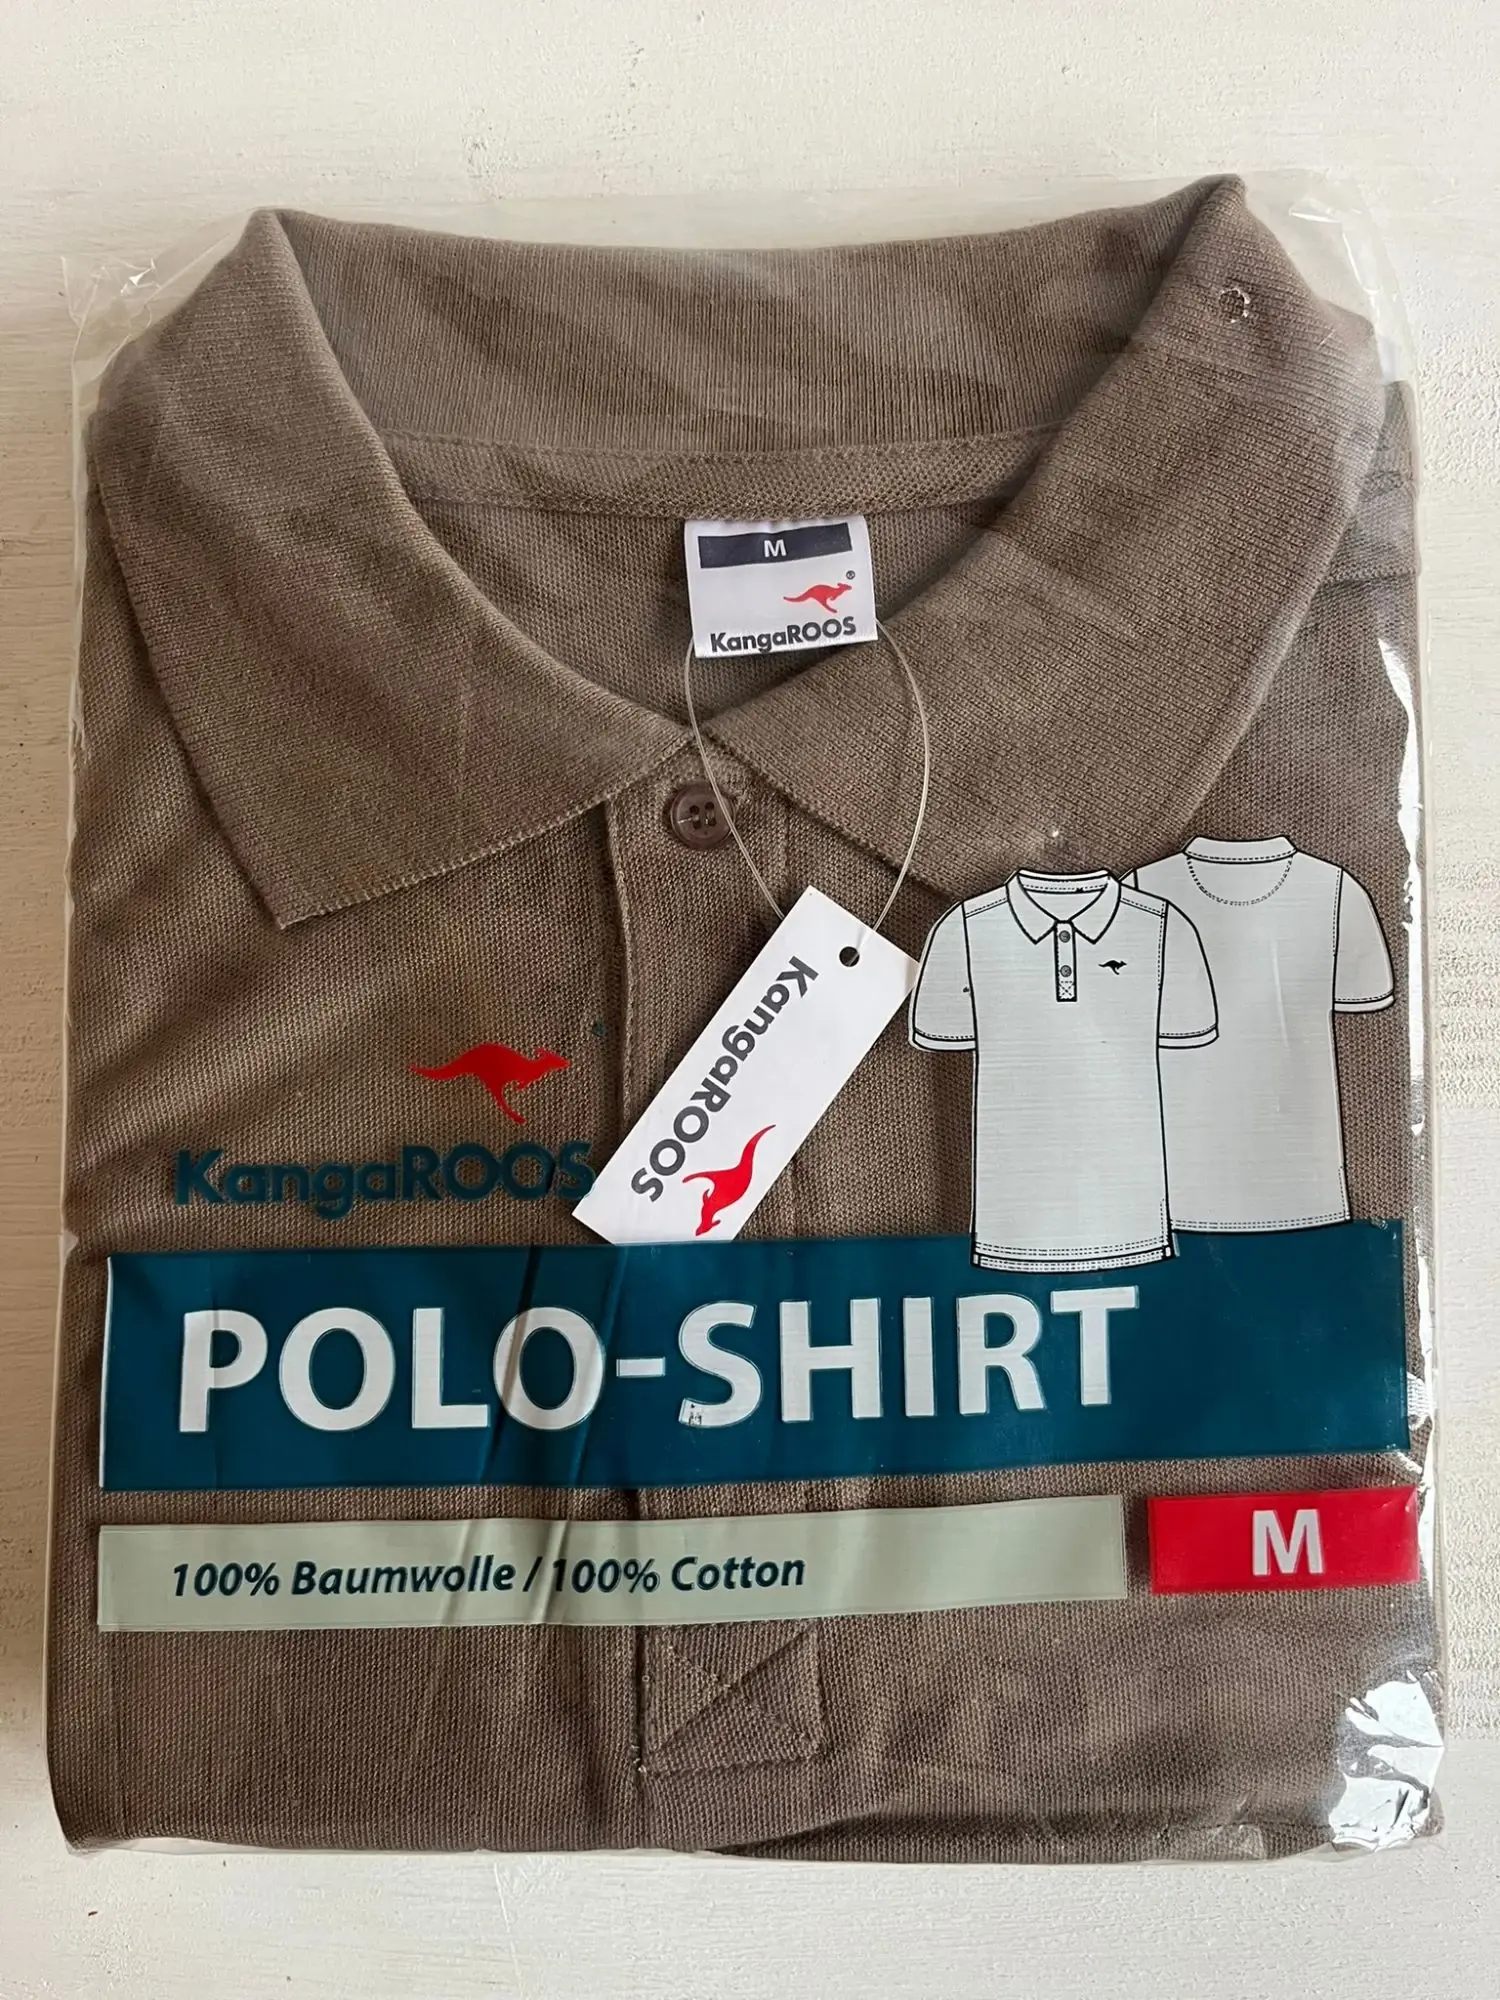 M
®
KangaROOS
KangaROOS
KangaROOS
POLO-SHIRT
100% Baumwolle / 100% Cotton
M